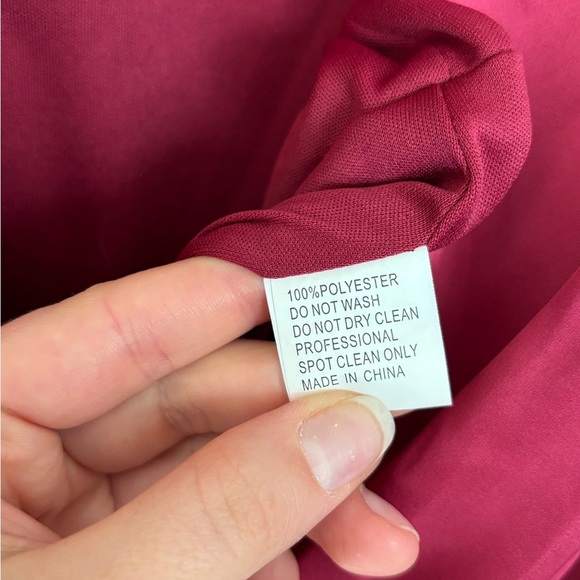 100%POLYESTER
DO NOT WASH
DO NOT DRY CLEAN
PROFESSIONAL
SPOT CLEAN ONLY
MADE IN CHINA